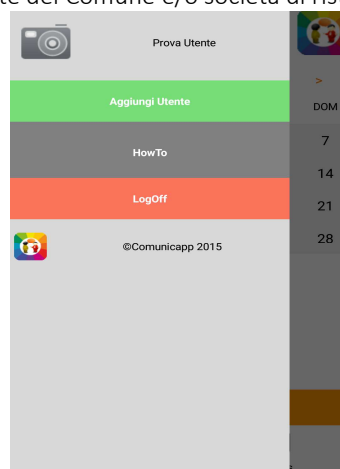 te del Comune e/o società di ris
Prova Utente
>
Aggiungi Utente
DOM
HowTo
7
14
LogOff
21
28
©Comunicapp 2015